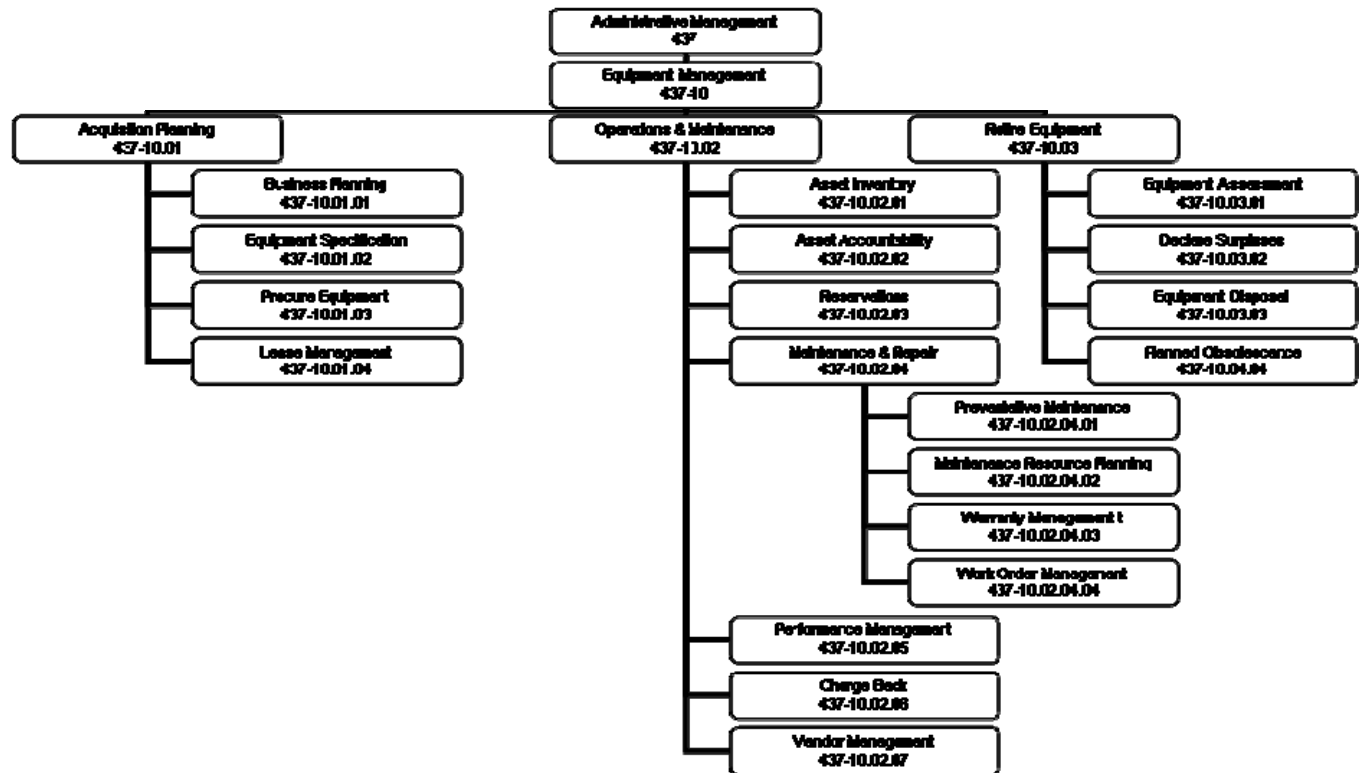 Administrative Management
437
Equipment Management
437-10
Acquisition Planning
437-10.01
Business Planning
437-10.01.01
Equipment Specification
437-10.01.02
Procure Equipment
437-10.01.03
Lease Management
437-10.01.04
Operations & Maintenance
437-10.02
Asset Inventory
437-10.02.01
Asset Accountability
437-10.02.02
Reservations
437-10.02.03
Maintenance & Repair
437-10.02.04
Preventative Maintenance
437-10.02.04.01
Maintenance Resource Planning
437-10.02.04.02
Warranty Management t
437-10.02.04.03
Work Order Management
437-10.02.04.04
Performance Management
437-10.02.05
Charge Back
437-10.02.06
Vendor Management
437-10.02.07
Retire Equipment
437-10.03
Equipment Assessment
437-10.03.01
Declare Surpluses
437-10.03.02
Equipment Disposal
437-10.03.03
Planned Obsolescence
437-10.04.04